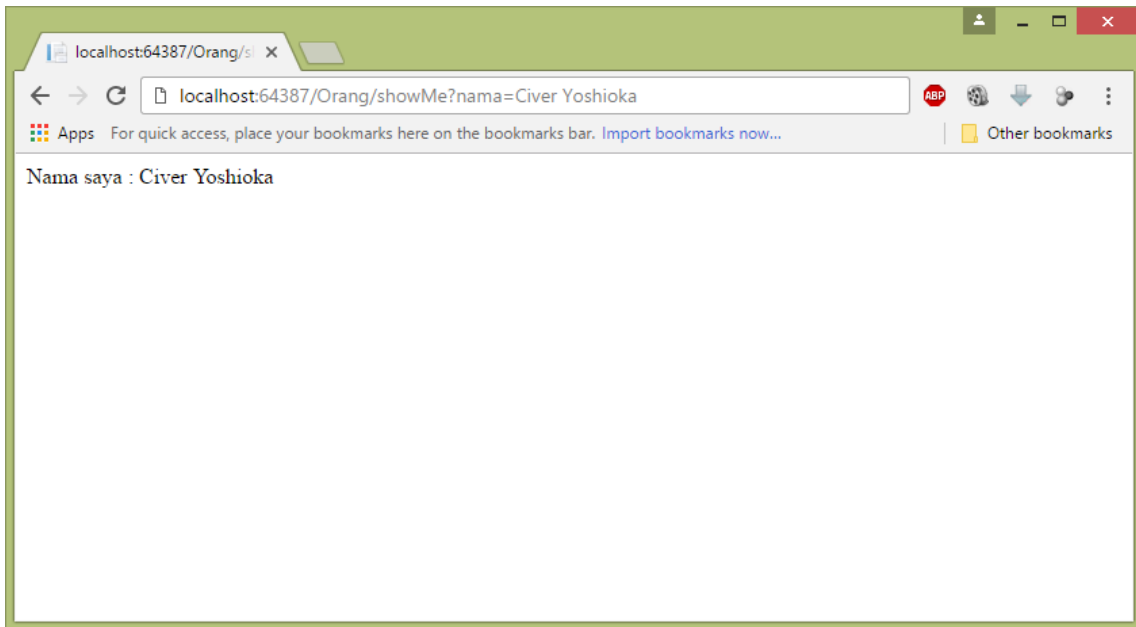 localhost:64387/Orang/s
localhost:64387/Orang/showMe?nama=Civer Yoshioka
ABP
Apps For quick access, place your bookmarks here on the bookmarks bar. Import bookmarks now... Other bookmarks
Nama saya : Civer Yoshioka